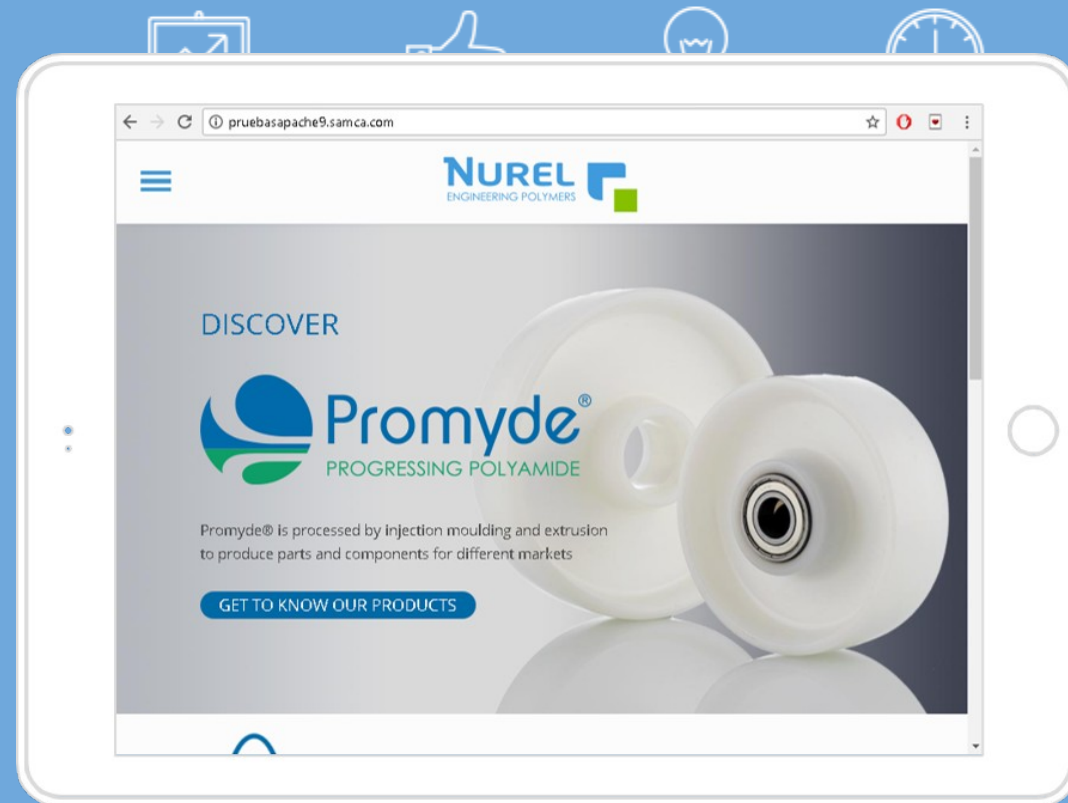 pruebasapache9.samca.com
NUREL
ENGINEERING POLYMERS
DISCOVER
Promyde®
PROGRESSING POLYAMIDE
Promyde® is processed by injection moulding and extrusion
to produce parts and components for different markets
GET TO KNOW OUR PRODUCTS